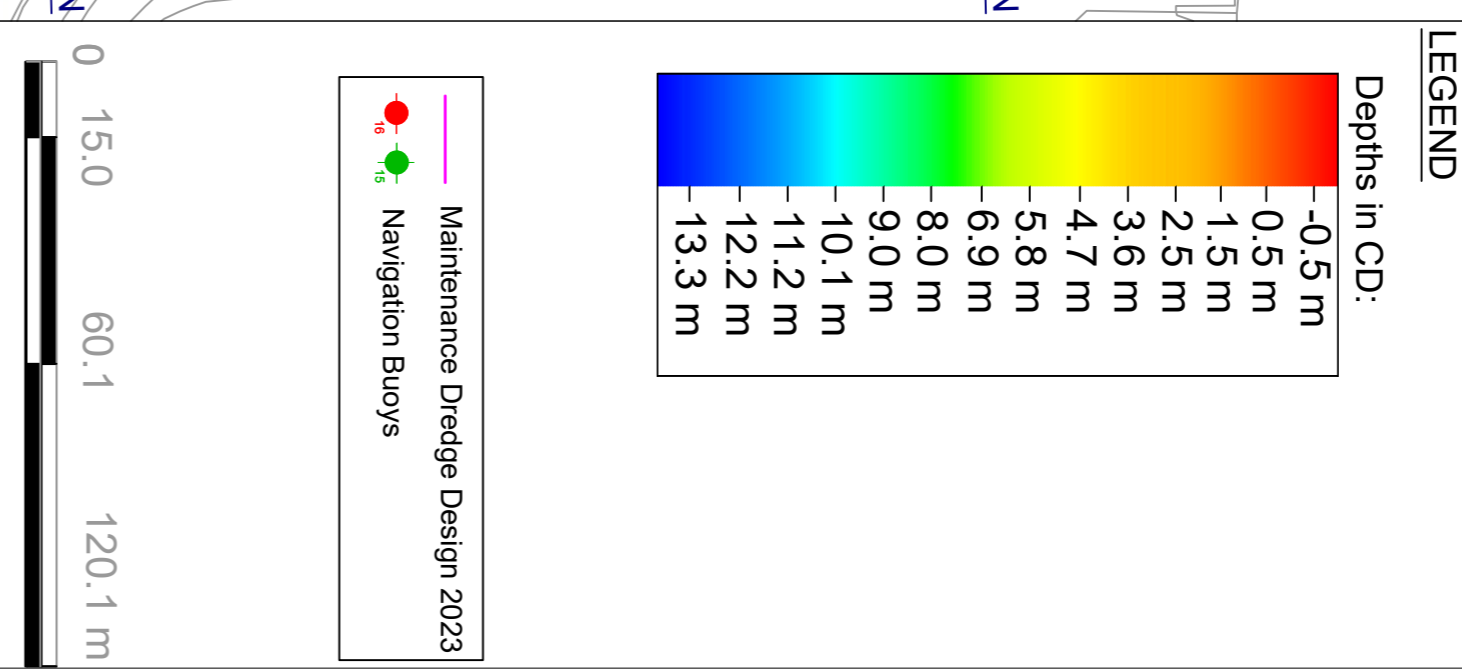 N
N
LEGEND
Depths in CD:
-0.5 m
0.5 m
1.5 m
2.5 m
3.6 m
4.7 m
5.8 m
6.9 m
8.0 m
9.0 m
10.1 m
11.2 m
12.2 m
13.3 m
Maintenance Dredge Design 2023
16 15 Navigation Buoys
0 15.0 60.1 120.1 m